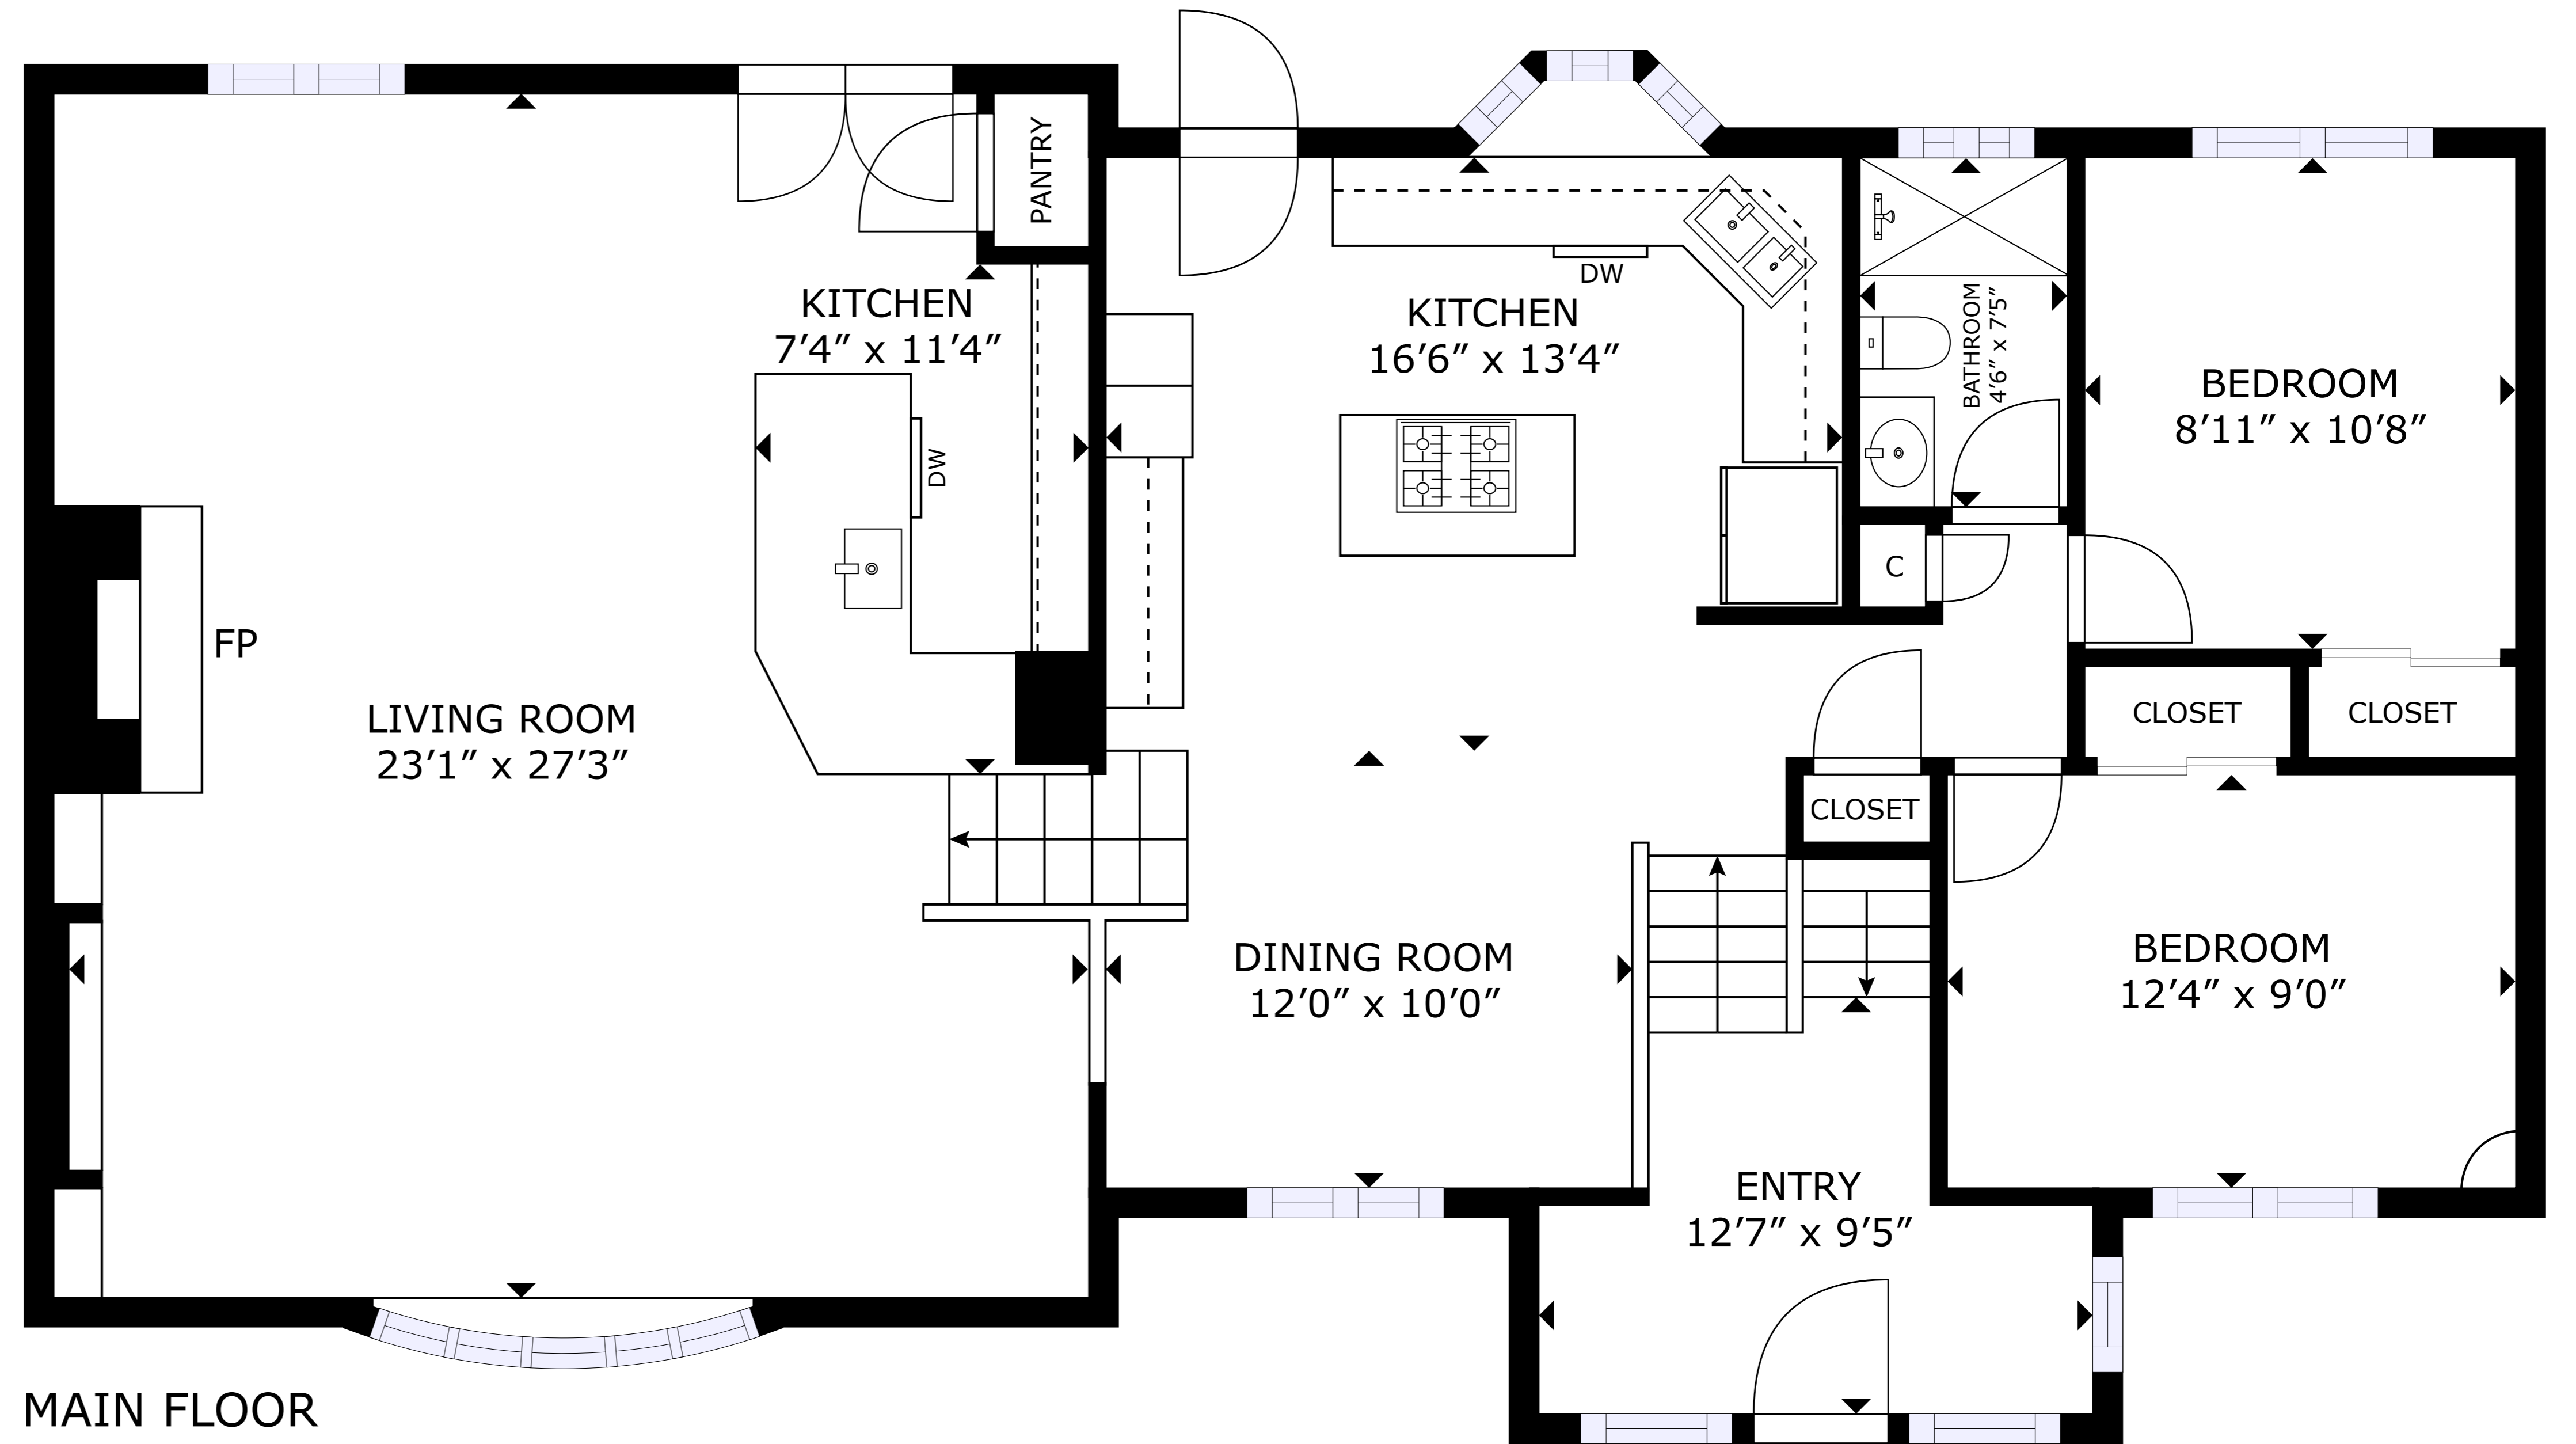 PANTRY
KITCHEN
7′4″ x 11′4″
DW
KITCHEN
16′6″ x 13′4″
DW
BATHROOM
4′6″ x 7′5″
BEDROOM
8′11″ x 10′8″
C
FP
LIVING ROOM
23′1″ x 27′3″
CLOSET
CLOSET
CLOSET
DINING ROOM
12′0″ x 10′0″
BEDROOM
12′4″ x 9′0″
ENTRY
12′7″ x 9′5″
MAIN FLOOR